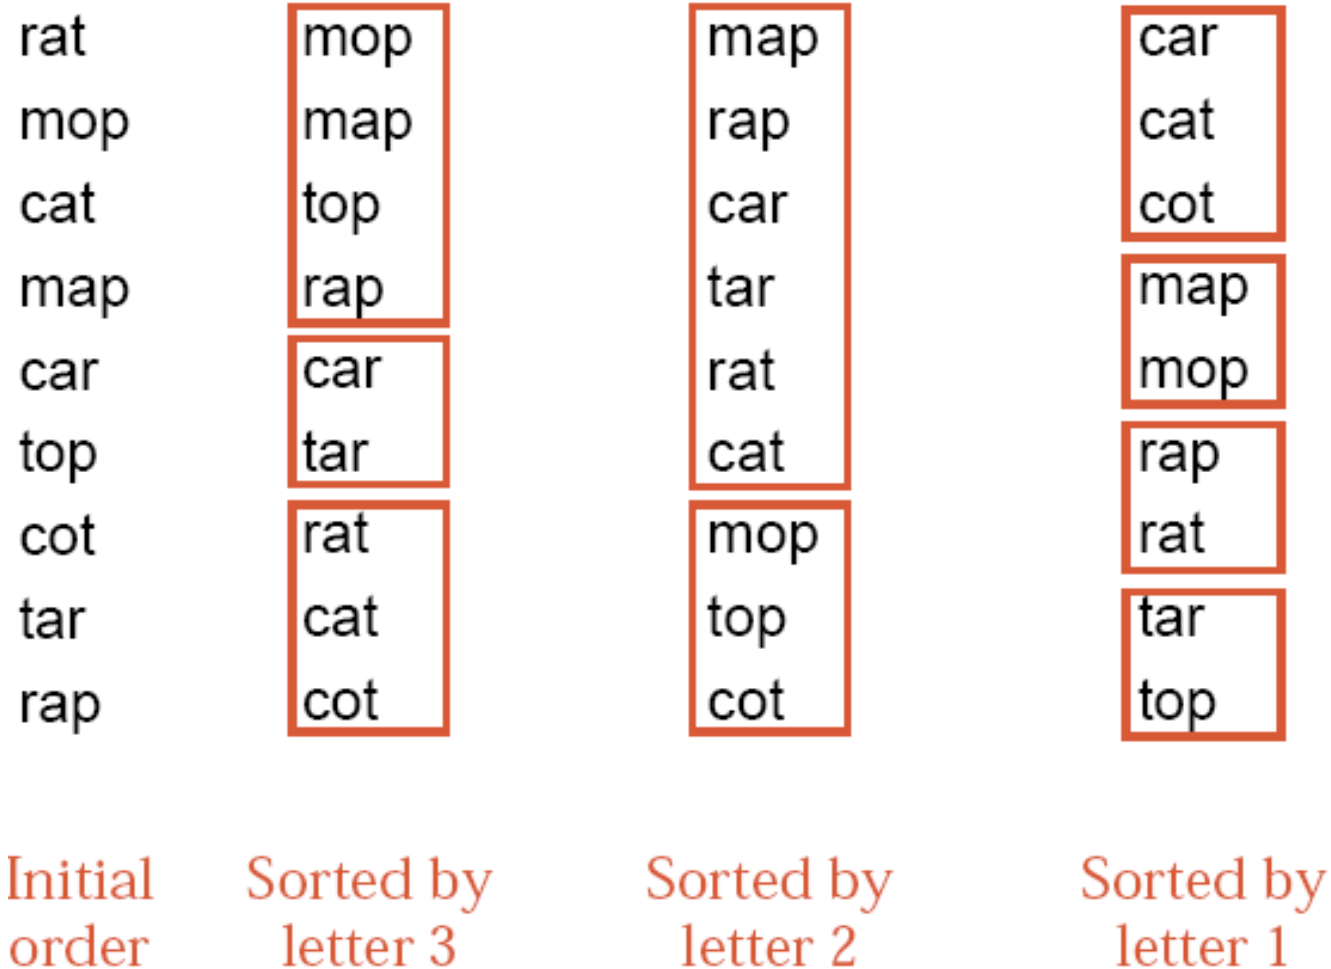 rat mop map car
mop map rap cat
cat top car cot
map rap tar map
car car rat mop
top tar cat rap
cot rat mop rat
tar cat top tar
rap cot cot top
Initial Sorted by Sorted by Sorted by
order letter 3 letter 2 letter 1